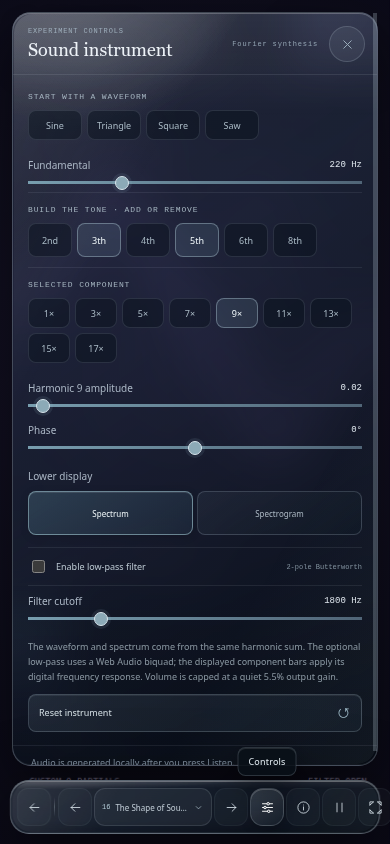 EXPERIMENT CONTROLS
Sound instrument
Fourier synthesis
START WITH A WAVEFORM
Sine Triangle Square Saw
Fundamental 220 Hz
BUILD THE TONE · ADD OR REMOVE
2nd 3th 4th 5th 6th 8th
SELECTED COMPONENT
1× 3× 5× 7× 9× 11× 13×
15× 17×
Harmonic 9 amplitude 0.02
Phase 0°
Lower display
Spectrum Spectrogram
Enable low-pass filter 2-pole Butterworth
Filter cutoff 1800 Hz
The waveform and spectrum come from the same harmonic sum. The optional
low-pass uses a Web Audio biquad; the displayed component bars apply its
digital frequency response. Volume is capped at a quiet 5.5% output gain.
Reset instrument
Audio is generated locally after you press Listen
Controls
16 The Shape of Sou...